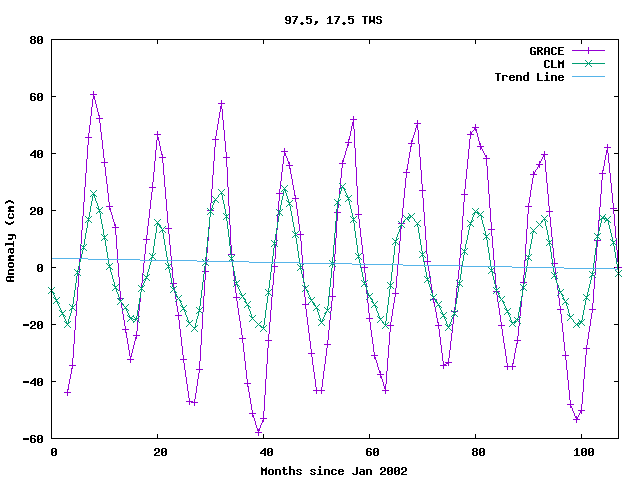 97.5, 17.5 TWS
GRACE
CLM
Trend Line
80
60
40
20
0
-20
-40
-60
Anomaly (cm)
0 20 40 60 80 100
Months since Jan 2002